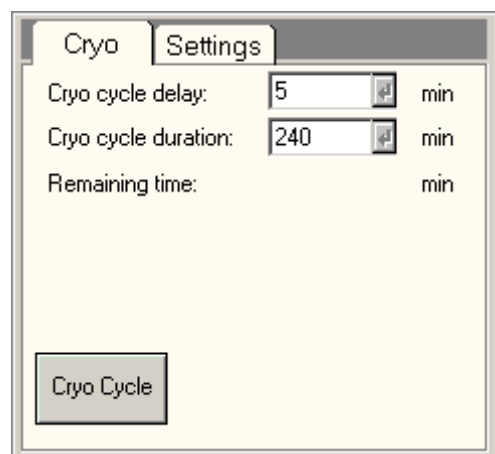 Cryo Settings
Cryo cycle delay: 5 min
Cryo cycle duration: 240 min
Remaining time: min
Cryo Cycle